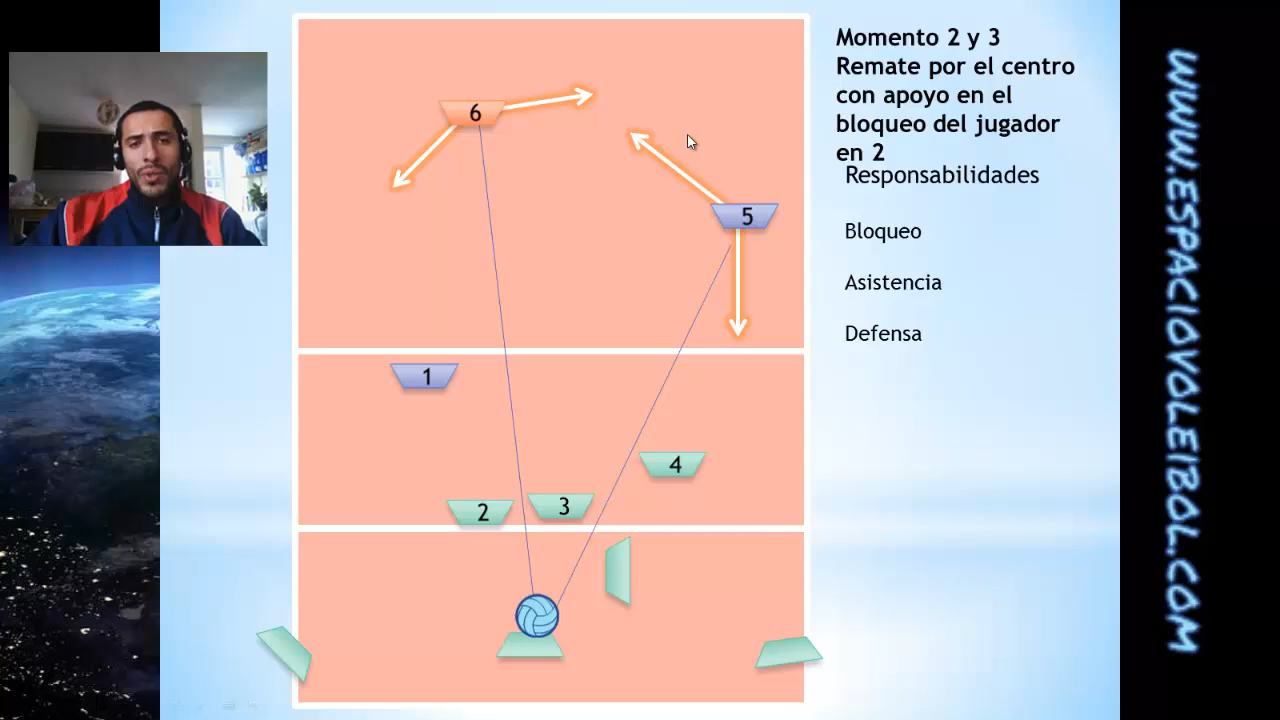 Momento 2 y 3
Remate por el centro
con apoyo en el
bloqueo del jugador
en 2
Responsabilidades
Bloqueo
Asistencia
Defensa
6
5
1
4
3
2
WWW.ESPACIOVOLEIBOL.COM